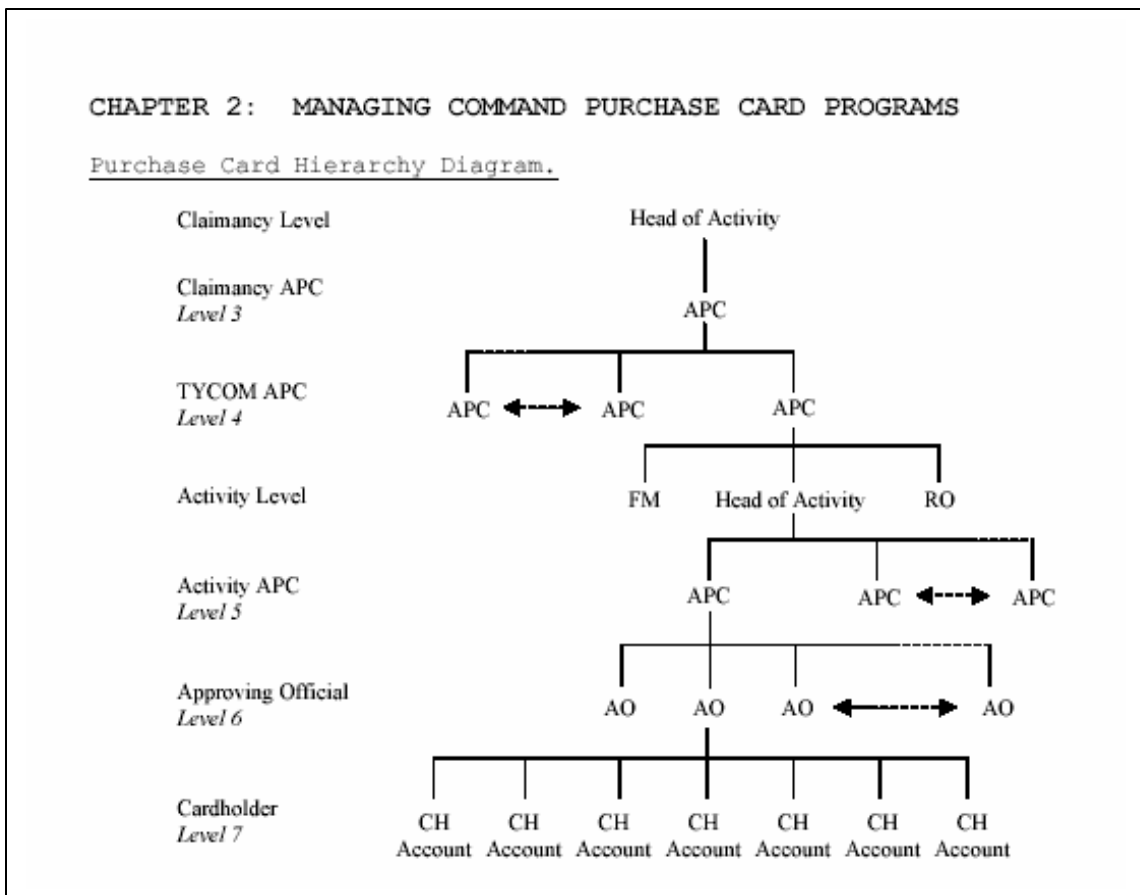 CHAPTER 2: MANAGING COMMAND PURCHASE CARD PROGRAMS
Purchase Card Hierarchy Diagram.
Claimancy Level Head of Activity
Claimancy APC
Level 3
APC
TYCOM APC
Level 4
APC APC APC
Activity Level FM Head of Activity RO
Activity APC
Level 5
APC APC APC
Approving Official
Level 6
AO AO AO AO
Cardholder
Level 7
CH CH CH CH CH CH CH
Account Account Account Account Account Account Account